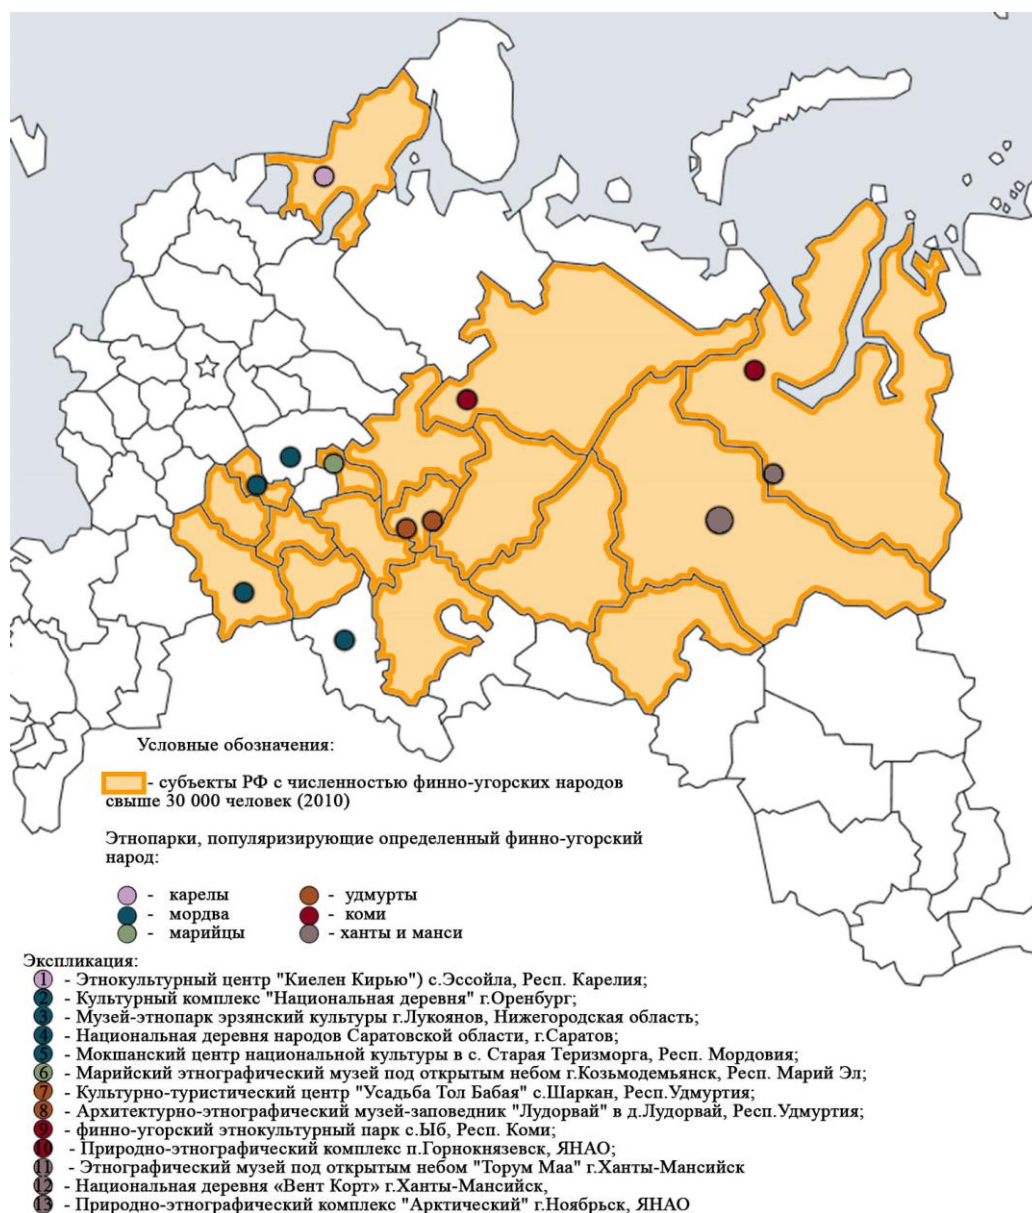 Условные обозначения:
- субъекты РФ с численностью финно-угорских народов
свыше 30 000 человек (2010)
Этнопарки, популяризирующие определенный финно-угорский
народ:
- карелы
- удмурты
- мордва
- коми
- марийцы
- ханты и манси
Экспликация:
1 - Этнокультурный центр "Киелен Кирью") с.Эссойла, Респ. Карелия;
2 - Культурный комплекс "Национальная деревня" г.Оренбург;
3 - Музей-этнопарк эрзянской культуры г.Лукоянов, Нижегородская область;
4 - Национальная деревня народов Саратовской области, г.Саратов;
5 - Мокшанский центр национальной культуры в с. Старая Теризморга, Респ. Мордовия;
6 - Марийский этнографический музей под открытым небом г.Козьмодемьянск, Респ. Марий Эл;
7 - Культурно-туристический центр "Усадьба Тол Бабая" с.Шаркан, Респ.Удмуртия;
8 - Архитектурно-этнографический музей-заповедник "Лудорвай" в д.Лудорвай, Респ.Удмуртия;
9 - финно-угорский этнокультурный парк с.Ыб, Респ. Коми;
10 - Природно-этнографический комплекс п.Горнокнязевск, ЯНАО;
11 - Этнографический музей под открытым небом "Торум Маа" г.Ханты-Мансийск
12 - Национальная деревня «Вент Корт» г.Ханты-Мансийск,
13 - Природно-этнографический комплекс "Арктический" г.Ноябрьск, ЯНАО